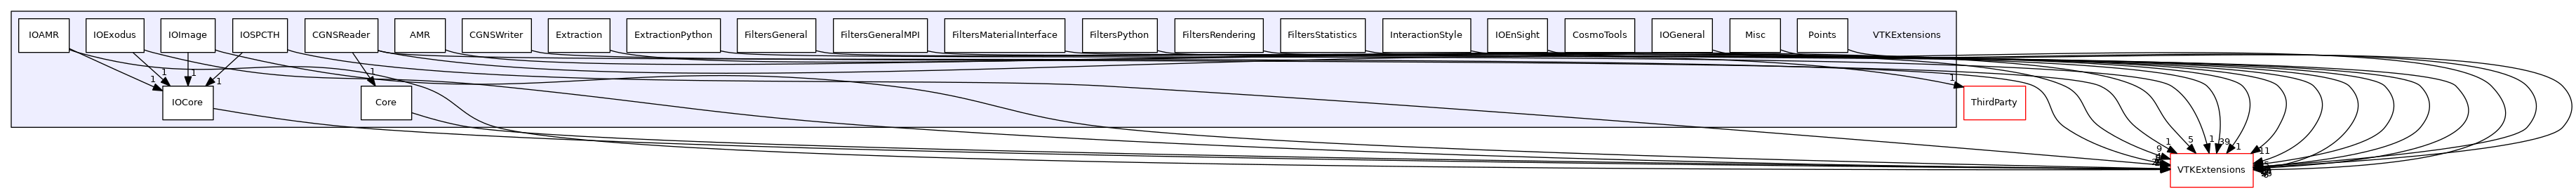 IOAMR
IOExodus
IOImage
IOSPCTH
CGNSReader
AMR
CGNSWriter
Extraction
ExtractionPython
FiltersGeneral
FiltersGeneralMPI
FiltersMaterialInterface
FiltersPython
FiltersRendering
FiltersStatistics
InteractionStyle
IOEnSight
CosmoTools
IOGeneral
Misc
Points
VTKExtensions
1
1
1
1
1
1
IOCore
Core
ThirdParty
9
1
5
1
39
1
11
VTKExtensions